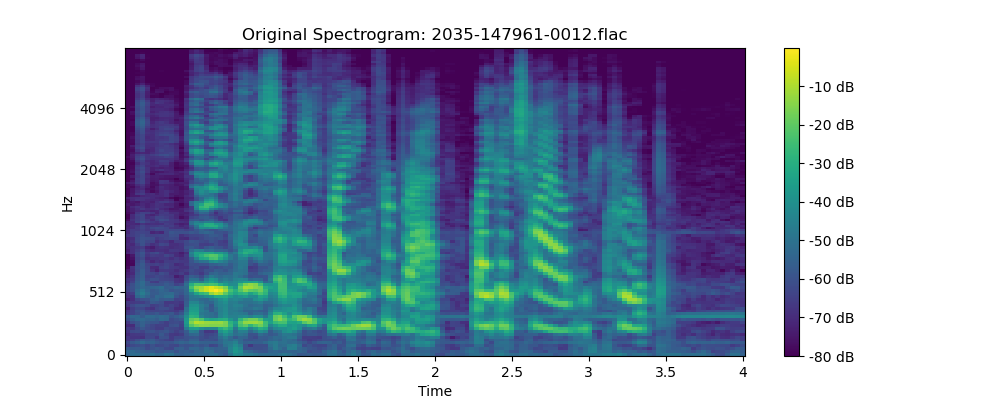 Original Spectrogram: 2035-147961-0012.flac
Hz
4096
2048
1024
512
0
0 0.5 1 1.5 2 2.5 3 3.5 4
Time
-10 dB
-20 dB
-30 dB
-40 dB
-50 dB
-60 dB
-70 dB
-80 dB